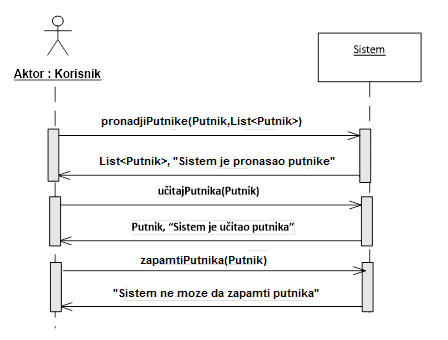 Sistem
Aktor : Korisnik
pronadjiPutnike(Putnik,List<Putnik>)
List<Putnik>, "Sistem je pronasao putnike"
učitajPutnika(Putnik)
Putnik, “Sistem je učitao putnika”
zapamtiPutnika(Putnik)
"Sistem ne moze da zapamti putnika"